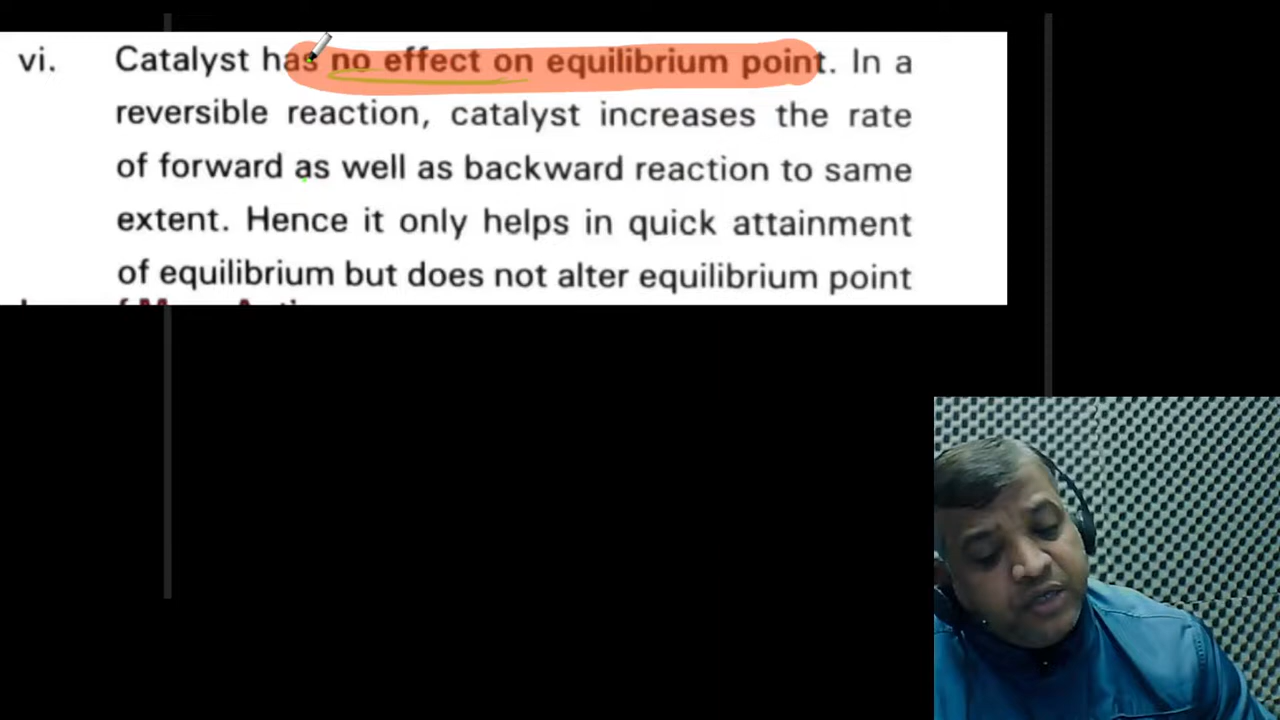 vi. Catalyst has no effect on equilibrium point. In a
reversible reaction, catalyst increases the rate
of forward as well as backward reaction to same
extent. Hence it only helps in quick attainment
of equilibrium but does not alter equilibrium point